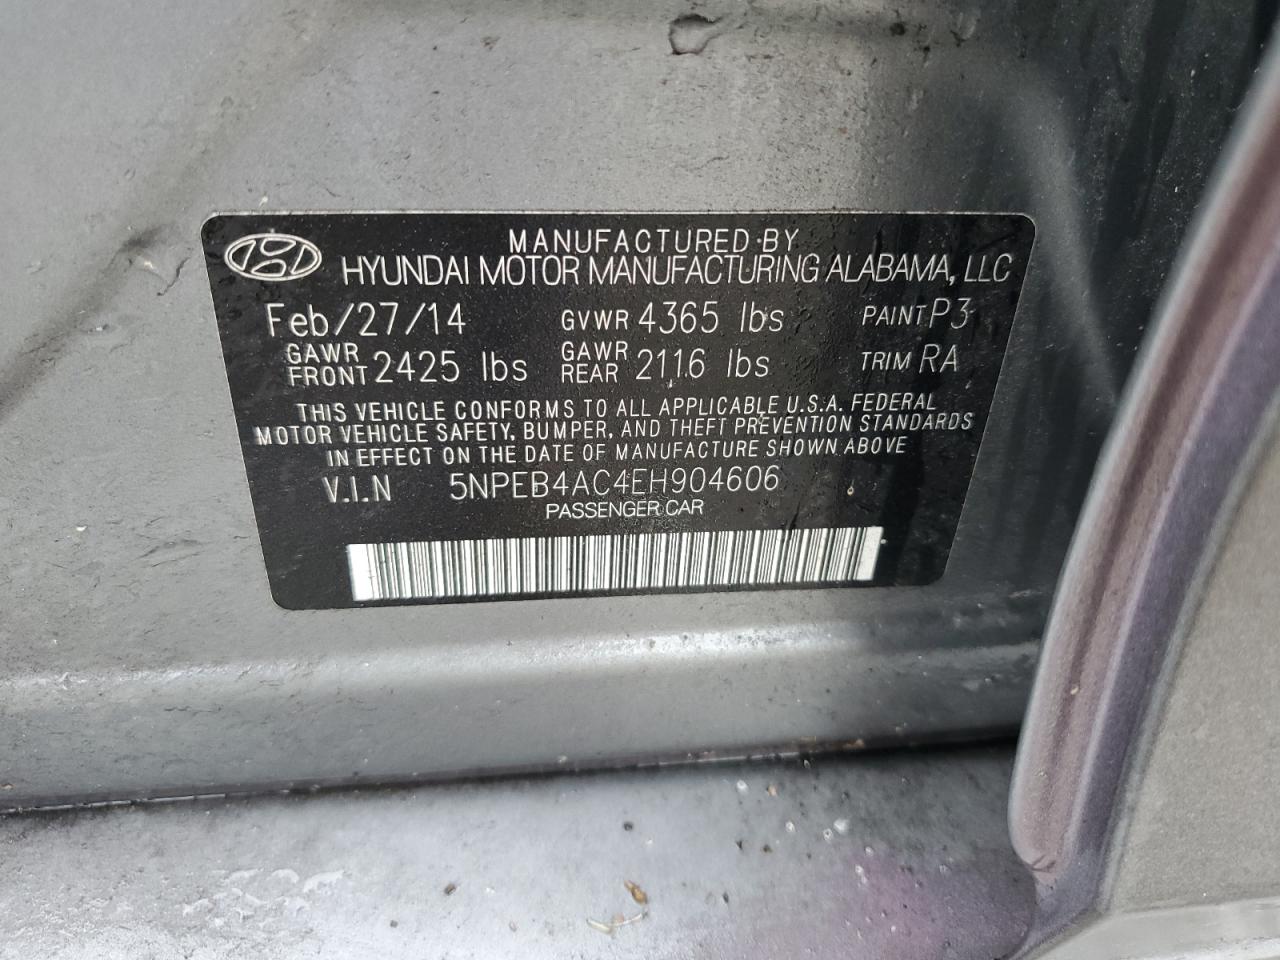 MANUFACTURED BY
HYUNDAI MOTOR MANUFACTURING ALABAMA, LLC
Feb/27/14 GVWR 4365 lbs PAINT P3
GAWR FRONT 2425 lbs GAWR REAR 2116 lbs TRIM RA
THIS VEHICLE CONFORMS TO ALL APPLICABLE U.S.A. FEDERAL
MOTOR VEHICLE SAFETY, BUMPER, AND THEFT PREVENTION STANDARDS
IN EFFECT ON THE DATE OF MANUFACTURE SHOWN ABOVE
V.I.N 5NPEB4AC4EH904606
PASSENGER CAR